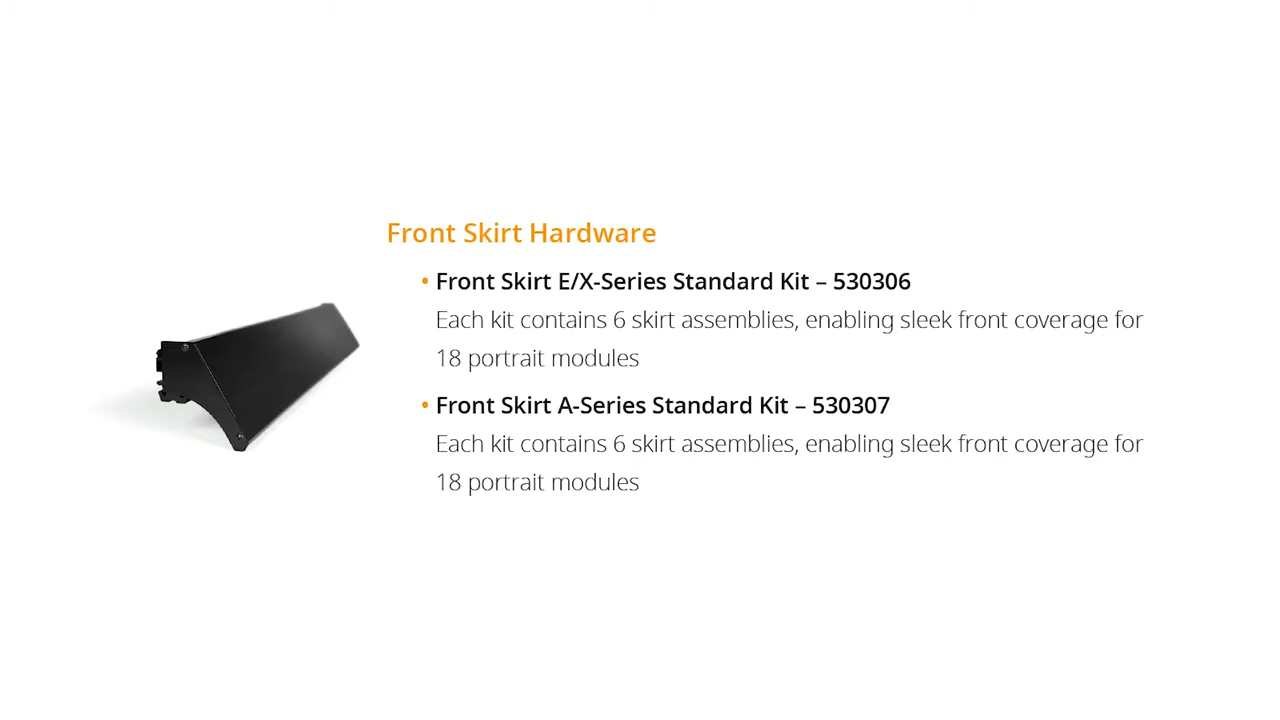 Front Skirt Hardware
• Front Skirt E/X-Series Standard Kit – 530306
Each kit contains 6 skirt assemblies, enabling sleek front coverage for
18 portrait modules
• Front Skirt A-Series Standard Kit – 530307
Each kit contains 6 skirt assemblies, enabling sleek front coverage for
18 portrait modules